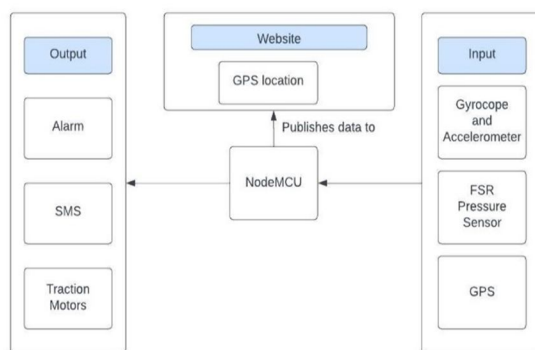 Output
Alarm
SMS
Traction
Motors
Website
GPS location
Publishes data to
NodeMCU
Input
Gyrocope
and
Accelerometer
FSR
Pressure
Sensor
GPS